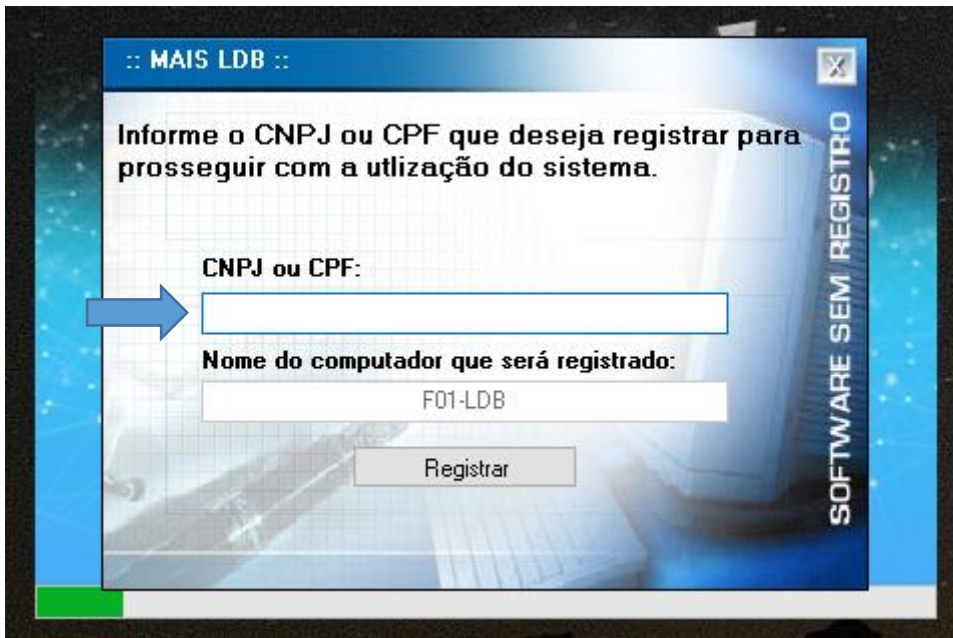 :: MAIS LDB ::
X
Informe o CNPJ ou CPF que deseja registrar para
prosseguir com a utlização do sistema.
CNPJ ou CPF:
Nome do computador que será registrado:
F01-LDB
Registrar
SOFTWARE SEM REGISTRO